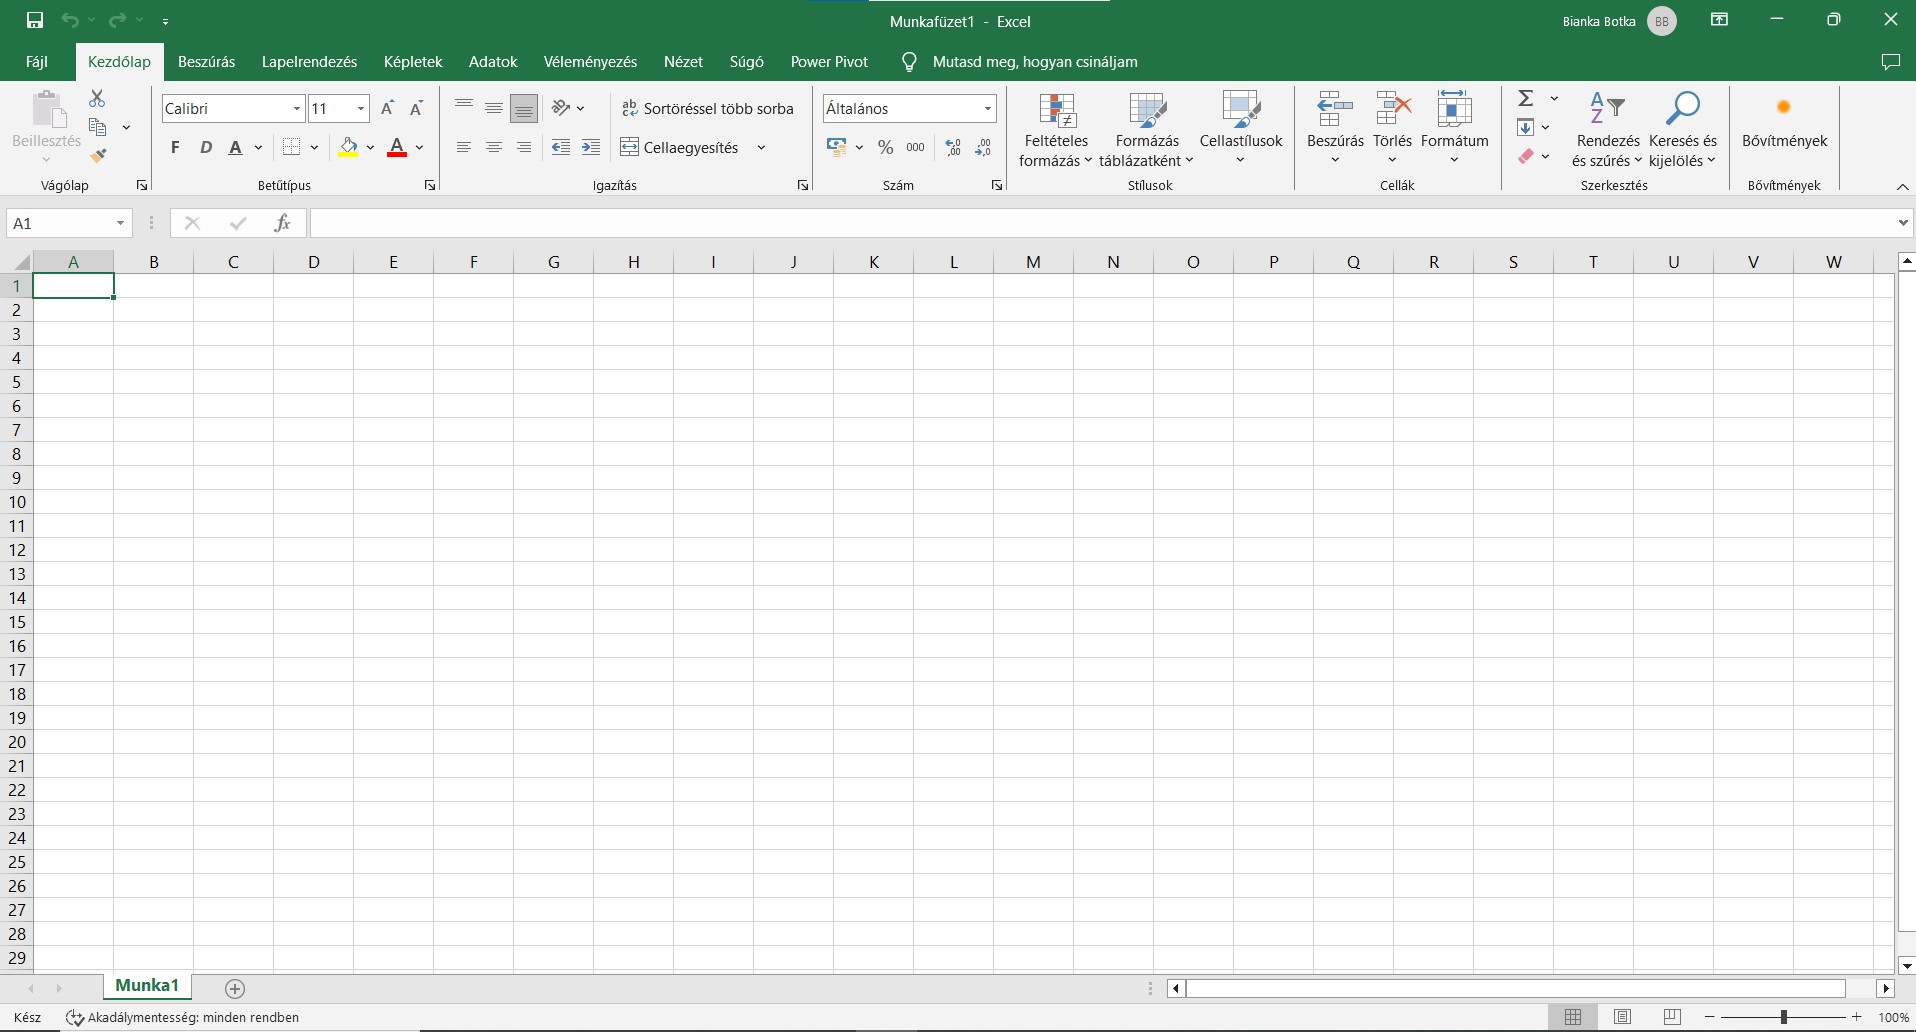 Munkafüzet1 - Excel
Bianka Botka BB
Fájl Kezdőlap Beszúrás Lapelrendezés Képletek Adatok Véleményezés Nézet Súgó Power Pivot Mutasd meg, hogyan csináljam
Calibri 11 A A ab Sortöréssel több sorba Általános
Beillesztés
F D A A Cellaegyesítés % 000
Feltételes formázás
Formázás táblázatként
Cellastílusok
Beszúrás Törlés Formátum
Rendezés és szűrés
Keresés és kijelölés
Bővítmények
Vágólap Betűtípus Igazítás Szám Stílusok Cellák Szerkesztés Bővítmények
A1 fx
A B C D E F G H I J K L M N O P Q R S T U V W
1
2
3
4
5
6
7
8
9
10
11
12
13
14
15
16
17
18
19
20
21
22
23
24
25
26
27
28
29
Munka1
Kész Akadálymentesség: minden rendben 100%